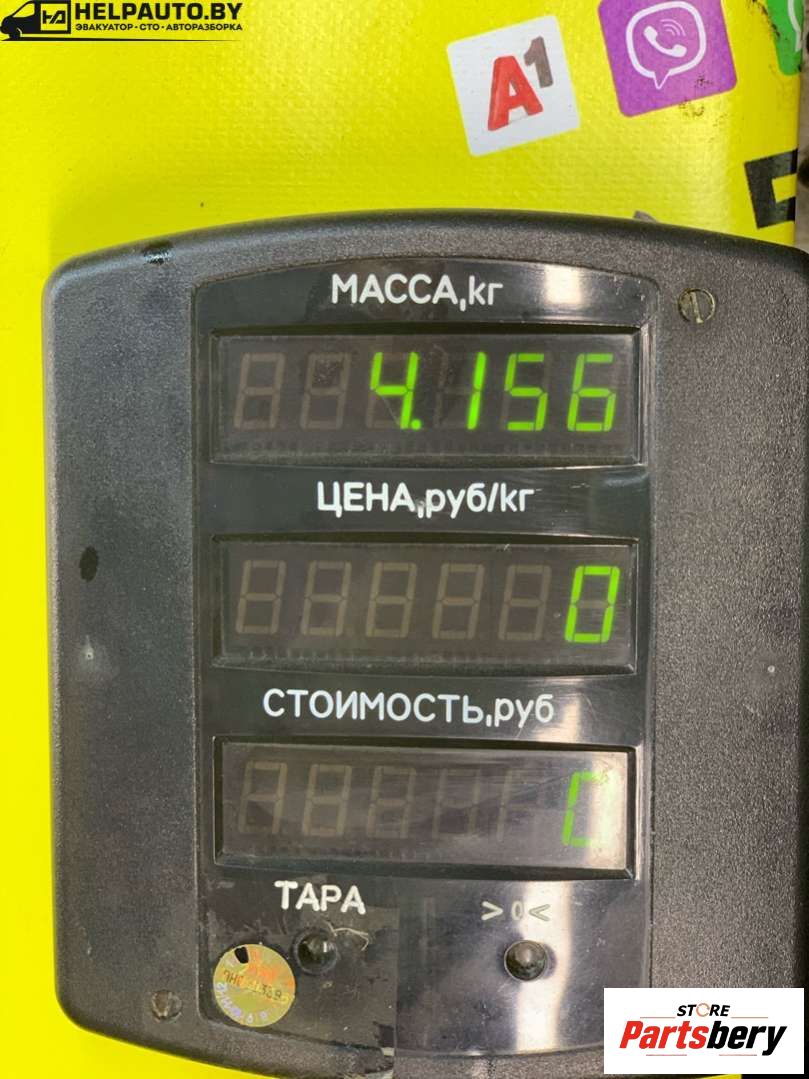 HELPAUTO.BY
ЭВАКУАТОР•СТО•АВТОРАЗБОРКА
A1
МАССА,кг
4.156
ЦЕНА,руб/кг
0
СТОИМОСТЬ,руб
ТАРА
>0<
STORE
Partsbery